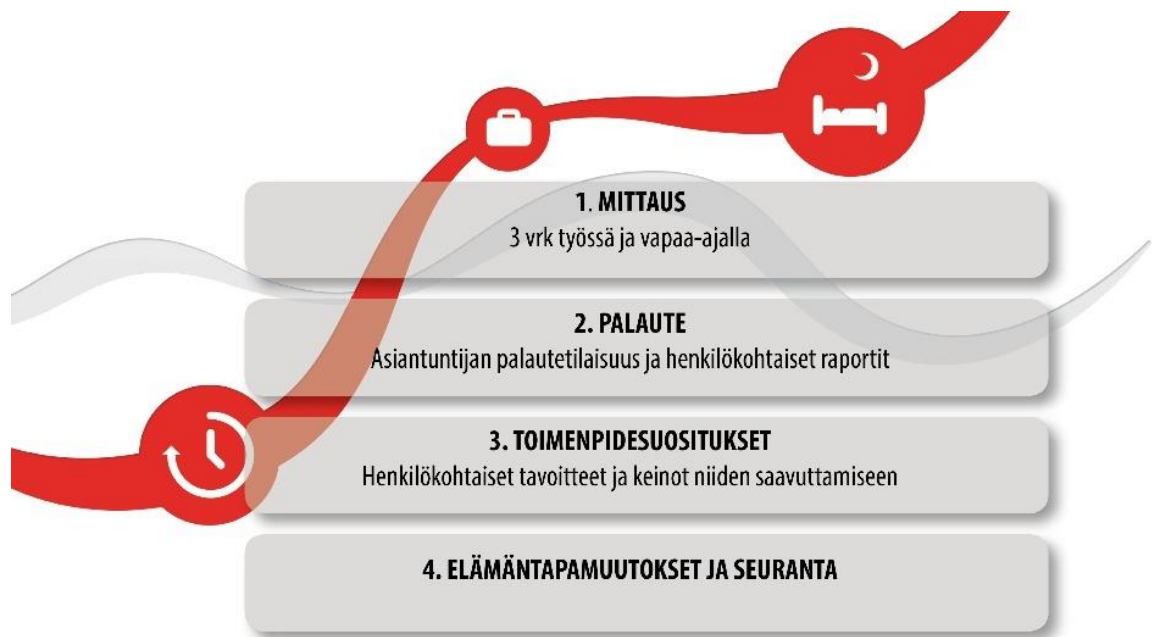 1. MITTAUS
3 vrk työssä ja vapaa-ajalla
2. PALAUTE
Asiantuntijan palautetilaisuus ja henkilökohtaiset raportit
3. TOIMENPIDESUOSITUKSET
Henkilökohtaiset tavoitteet ja keinot niiden saavuttamiseen
4. ELÄMÄNTAPAMUUTOKSET JA SEURANTA